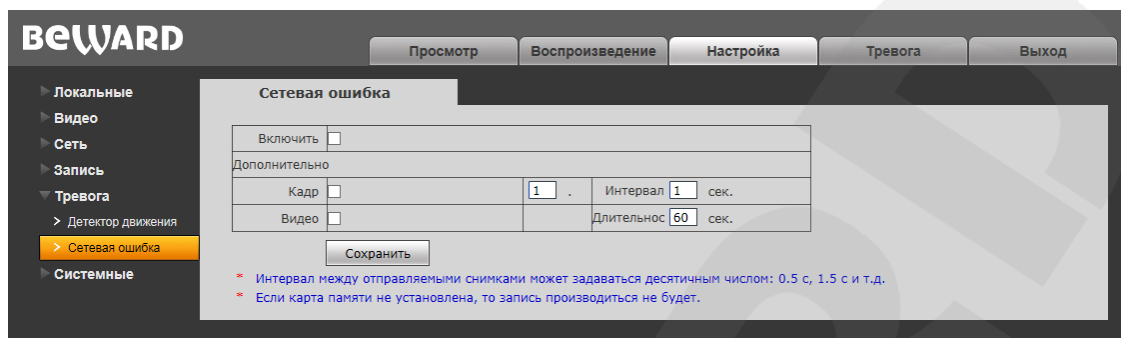 BEWARD
Просмотр Воспроизведение Настройка Тревога Выход
Локальные
Видео
Сеть
Запись
Тревога
> Детектор движения
> Сетевая ошибка
Системные
Сетевая ошибка
Включить
Дополнительно
Кадр 1 . Интервал 1 сек.
Видео Длительнос 60 сек.
Сохранить
* Интервал между отправляемыми снимками может задаваться десятичным числом: 0.5 с, 1.5 с и т.д.
* Если карта памяти не установлена, то запись производиться не будет.